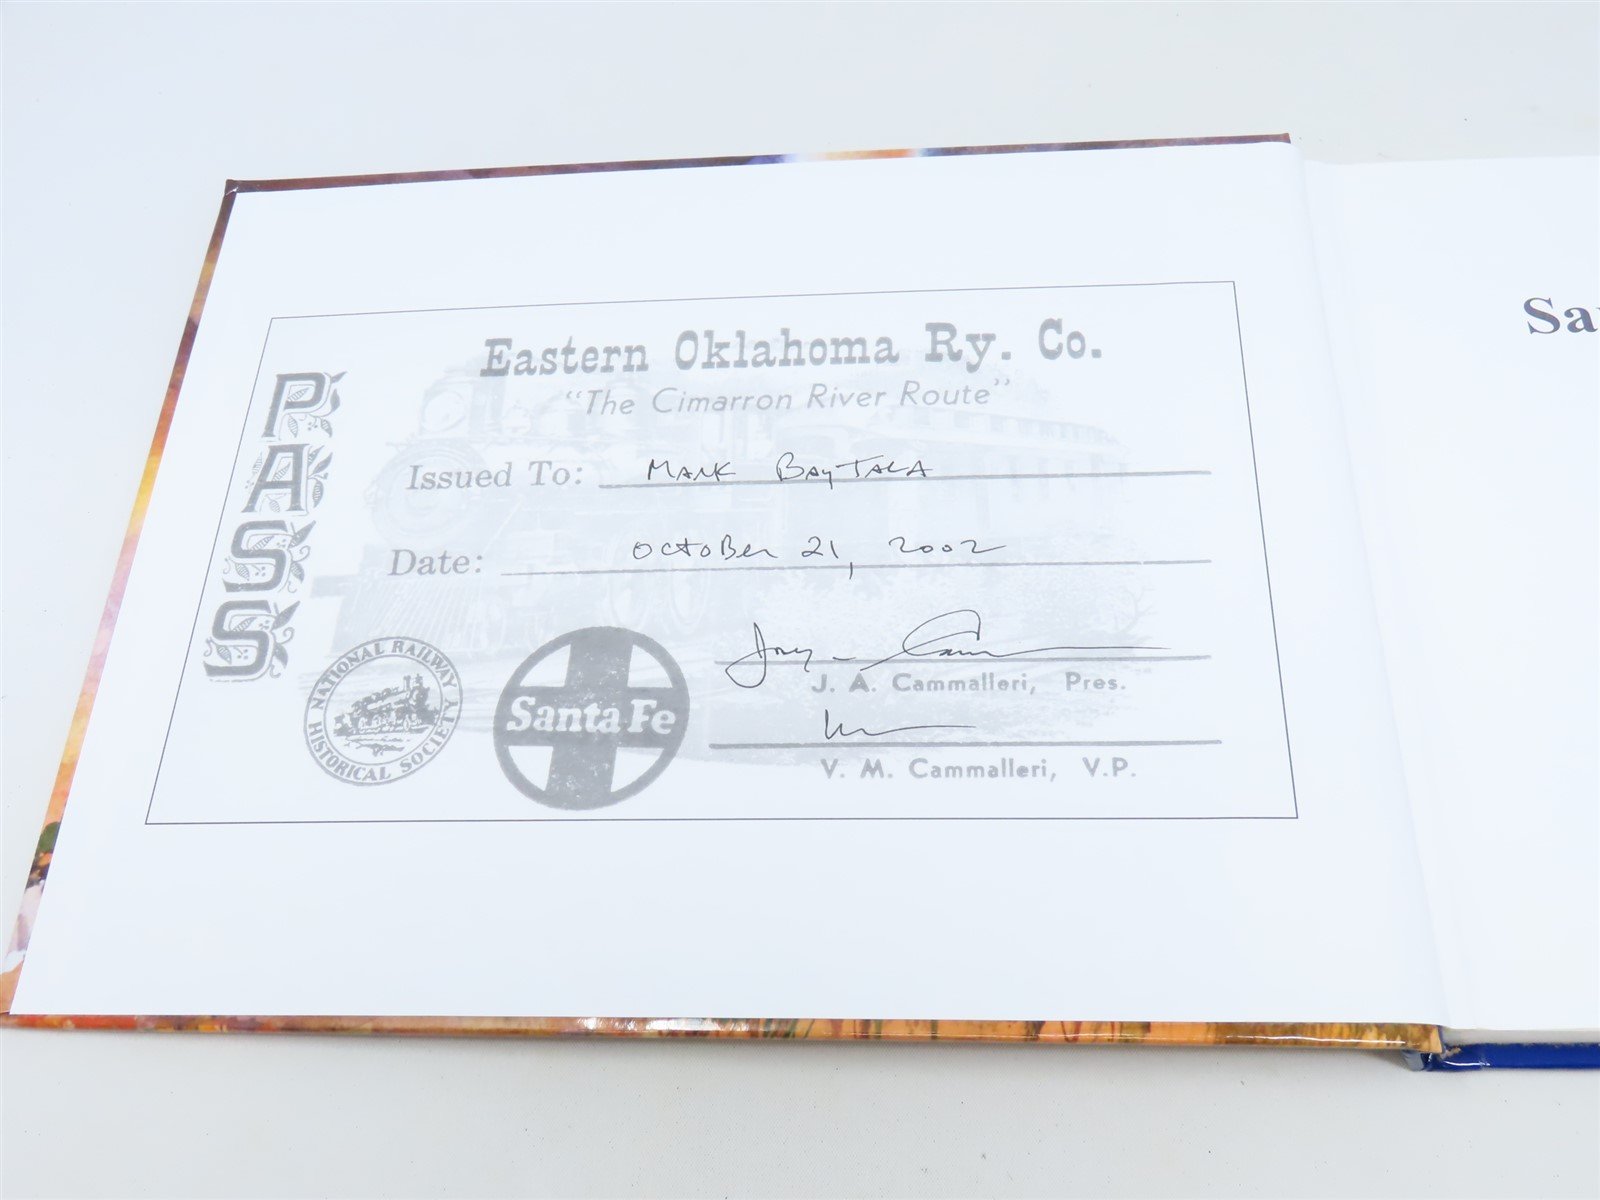 Eastern Oklahoma Ry. Co.
"The Cimarron River Route"
PASS
Issued To: MARK BAYTALA
Date: OCTOBER 21, 2002
J. A. Cammalleri, Pres.
V. M. Cammalleri, V.P.
NATIONAL RAILWAY HISTORICAL SOCIETY
Santa Fe
Sa